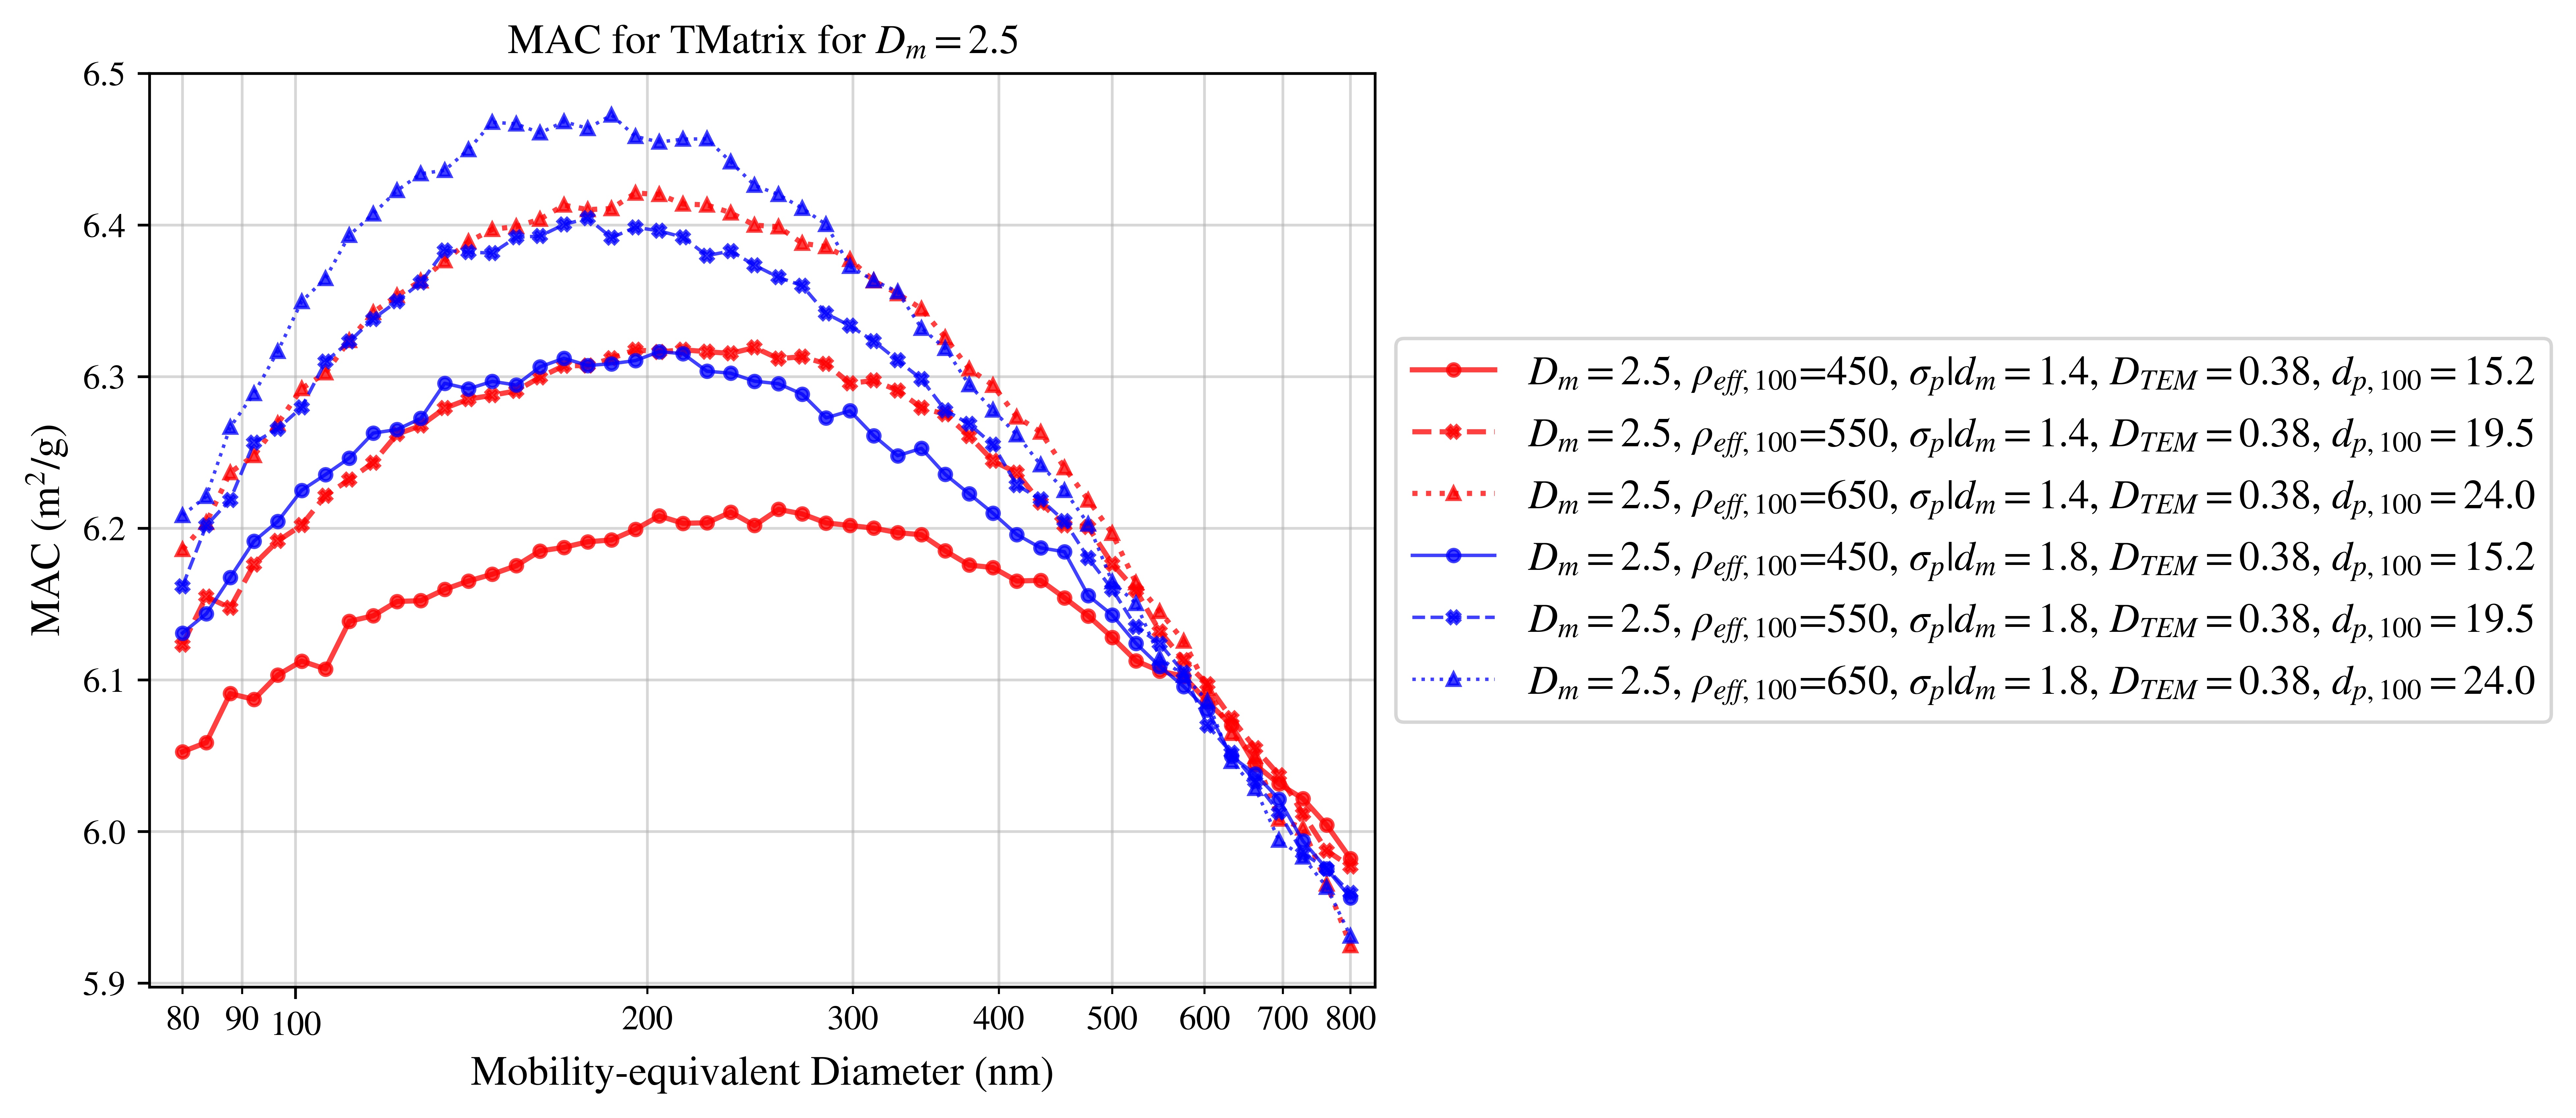 MAC for TMatrix for Dₘ = 2.5
6.5
6.4
6.3
6.2
6.1
6.0
5.9
MAC (m²/g)
80 90 100 200 300 400 500 600 700 800
Mobility-equivalent Diameter (nm)
D_m = 2.5, ρ_eff,100=450, σ_p|d_m = 1.4, D_TEM = 0.38, d_p,100 = 15.2
D_m = 2.5, ρ_eff,100=550, σ_p|d_m = 1.4, D_TEM = 0.38, d_p,100 = 19.5
D_m = 2.5, ρ_eff,100=650, σ_p|d_m = 1.4, D_TEM = 0.38, d_p,100 = 24.0
D_m = 2.5, ρ_eff,100=450, σ_p|d_m = 1.8, D_TEM = 0.38, d_p,100 = 15.2
D_m = 2.5, ρ_eff,100=550, σ_p|d_m = 1.8, D_TEM = 0.38, d_p,100 = 19.5
D_m = 2.5, ρ_eff,100=650, σ_p|d_m = 1.8, D_TEM = 0.38, d_p,100 = 24.0